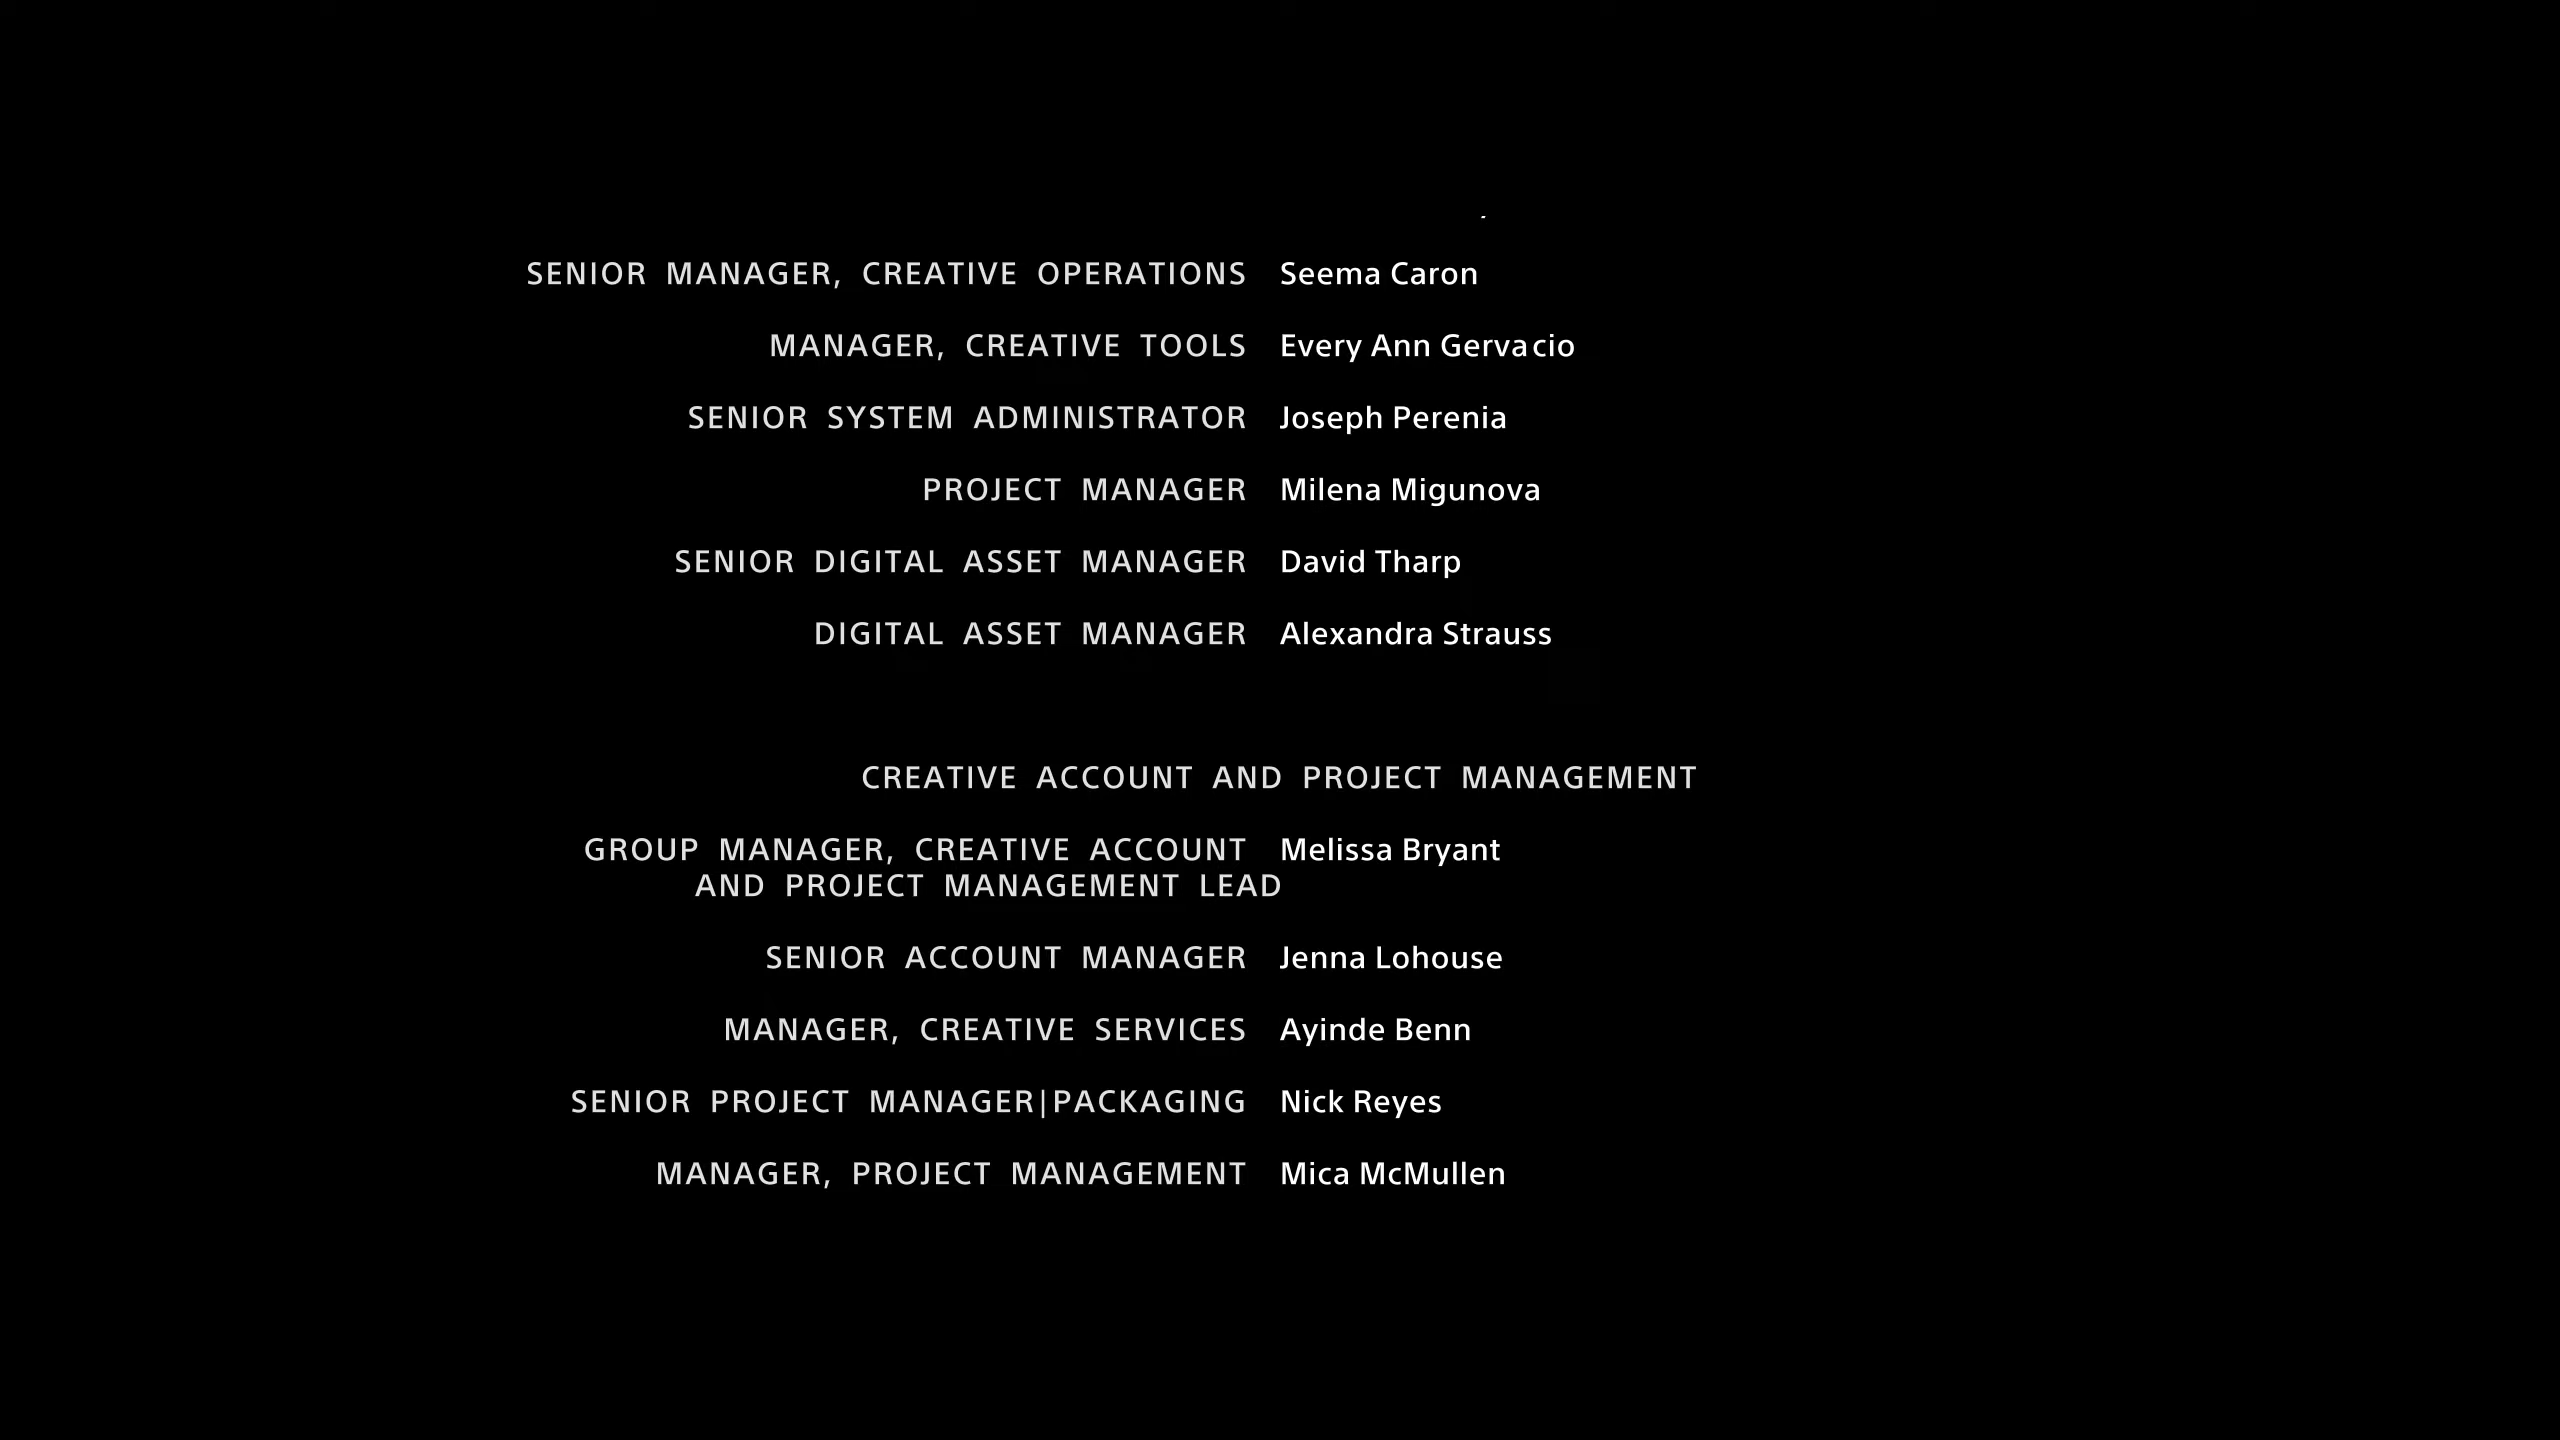 SENIOR MANAGER, CREATIVE OPERATIONS Seema Caron
MANAGER, CREATIVE TOOLS Every Ann Gervacio
SENIOR SYSTEM ADMINISTRATOR Joseph Perenia
PROJECT MANAGER Milena Migunova
SENIOR DIGITAL ASSET MANAGER David Tharp
DIGITAL ASSET MANAGER Alexandra Strauss
CREATIVE ACCOUNT AND PROJECT MANAGEMENT
GROUP MANAGER, CREATIVE ACCOUNT Melissa Bryant
AND PROJECT MANAGEMENT LEAD
SENIOR ACCOUNT MANAGER Jenna Lohouse
MANAGER, CREATIVE SERVICES Ayinde Benn
SENIOR PROJECT MANAGER|PACKAGING Nick Reyes
MANAGER, PROJECT MANAGEMENT Mica McMullen